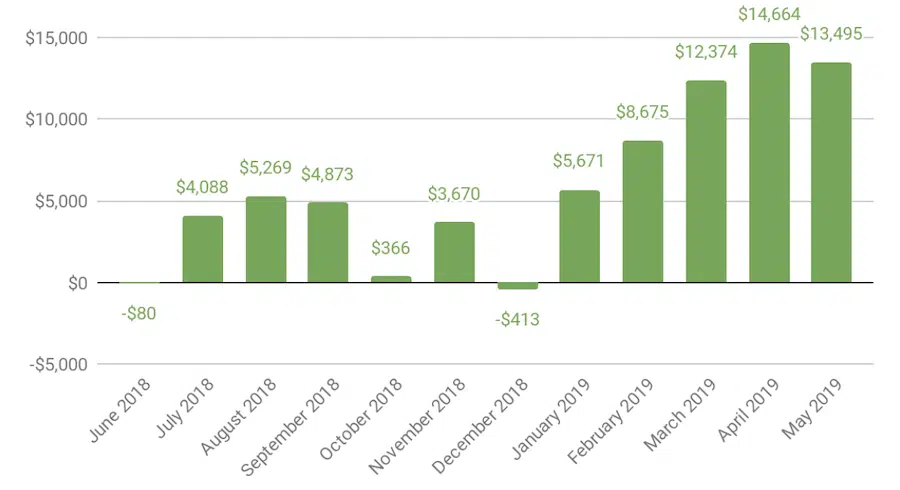 $14,664
$13,495
$15,000
$12,374
$10,000
$8,675
$5,671
$5,269
$4,873
$4,088
$3,670
$5,000
$366
$0
-$80
-$413
-$5,000
June 2018
July 2018
August 2018
September 2018
October 2018
November 2018
December 2018
January 2019
February 2019
March 2019
April 2019
May 2019